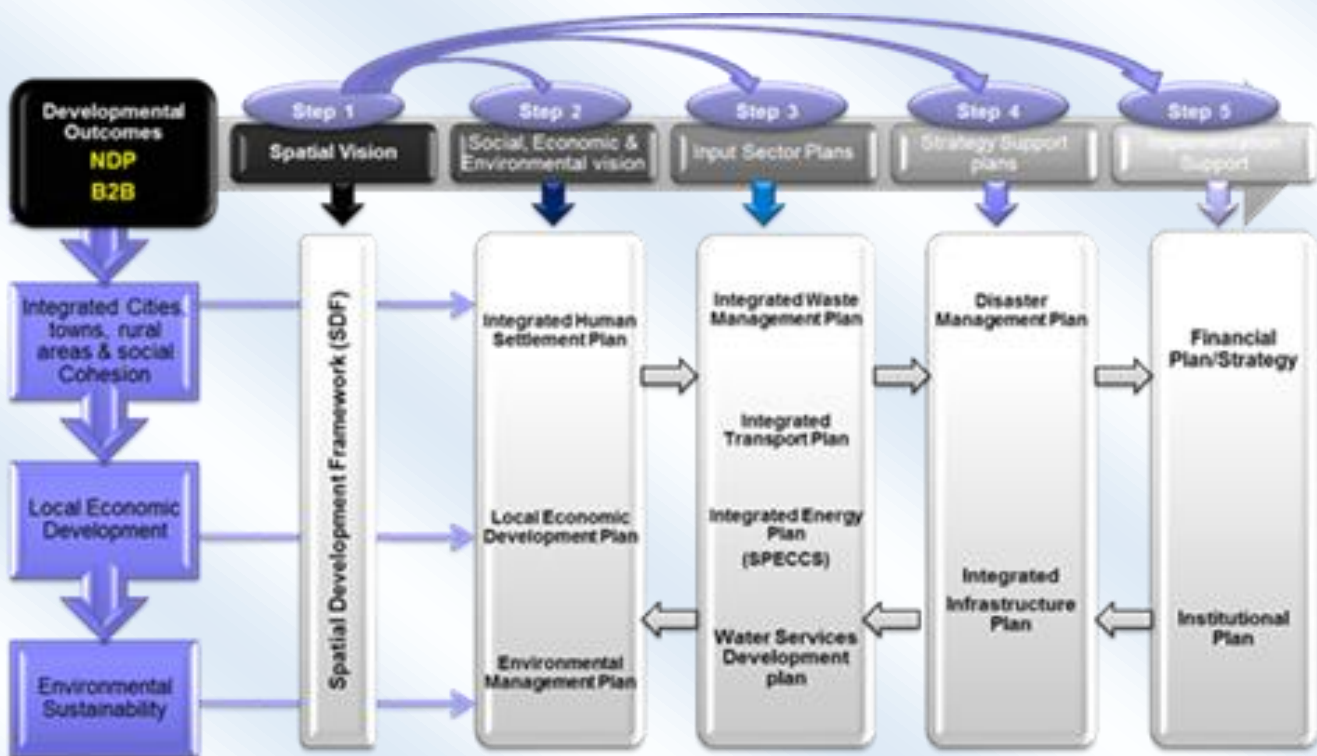 Developmental
Outcomes
NDP
B2B
Step 1
Spatial Vision
Step 2
Social, Economic &
Environmental vision
Step 3
Input Sector Plans
Step 4
Strategy Support
plans
Step 5
Implementation
Support
Integrated Cities,
towns, rural
areas & social
Cohesion
Local Economic
Development
Environmental
Sustainability
Spatial Development Framework (SDF)
Integrated Human
Settlement Plan
Local Economic
Development Plan
Environmental
Management Plan
Integrated Waste
Management Plan
Integrated
Transport Plan
Integrated Energy
Plan
(SPECCS)
Water Services
Development
plan
Disaster
Management Plan
Integrated
Infrastructure
Plan
Financial
Plan/Strategy
Institutional
Plan